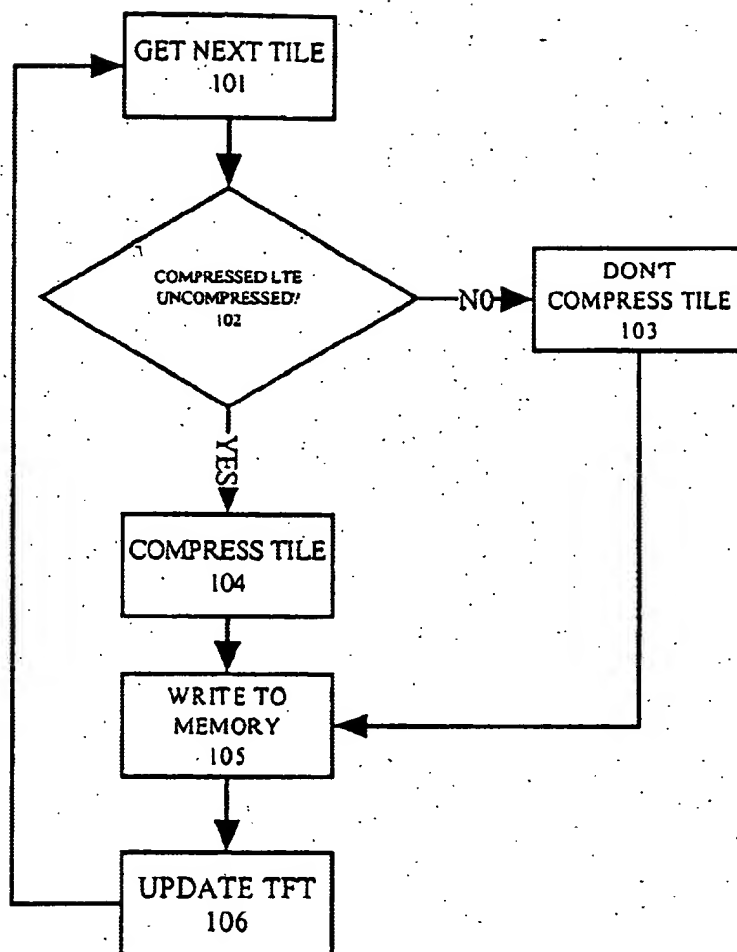 GET NEXT TILE
101
COMPRESSED LTE
UNCOMPRESSED?
102
NO
DON'T
COMPRESS TILE
103
YES
COMPRESS TILE
104
WRITE TO
MEMORY
105
UPDATE TFT
106